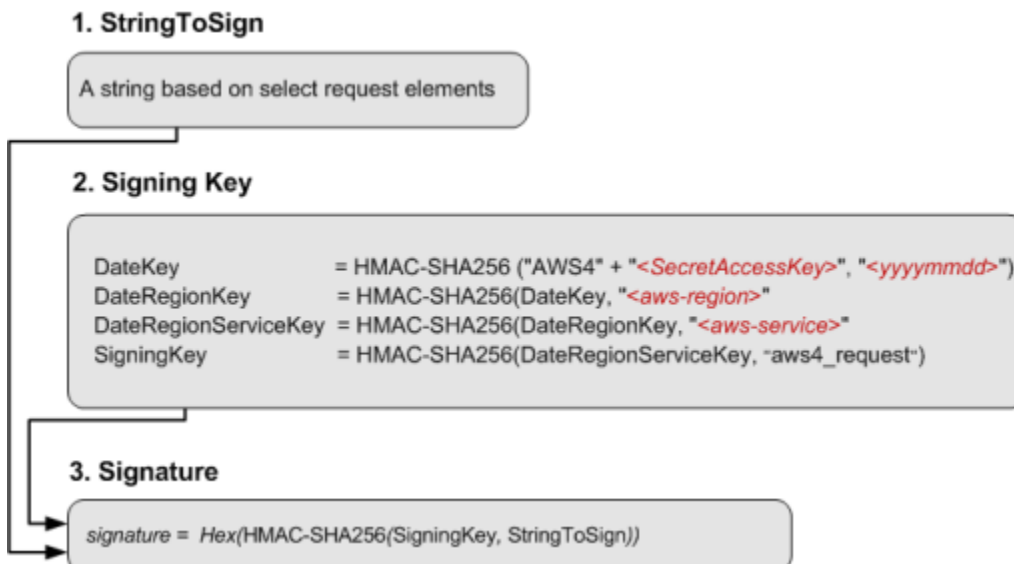 1. StringToSign
A string based on select request elements
2. Signing Key
DateKey = HMAC-SHA256 ("AWS4" + "<SecretAccessKey>", "<yyyymmdd>")
DateRegionKey = HMAC-SHA256(DateKey, "<aws-region>"
DateRegionServiceKey = HMAC-SHA256(DateRegionKey, "<aws-service>"
SigningKey = HMAC-SHA256(DateRegionServiceKey, "aws4_request")
3. Signature
signature = Hex(HMAC-SHA256(SigningKey, StringToSign))